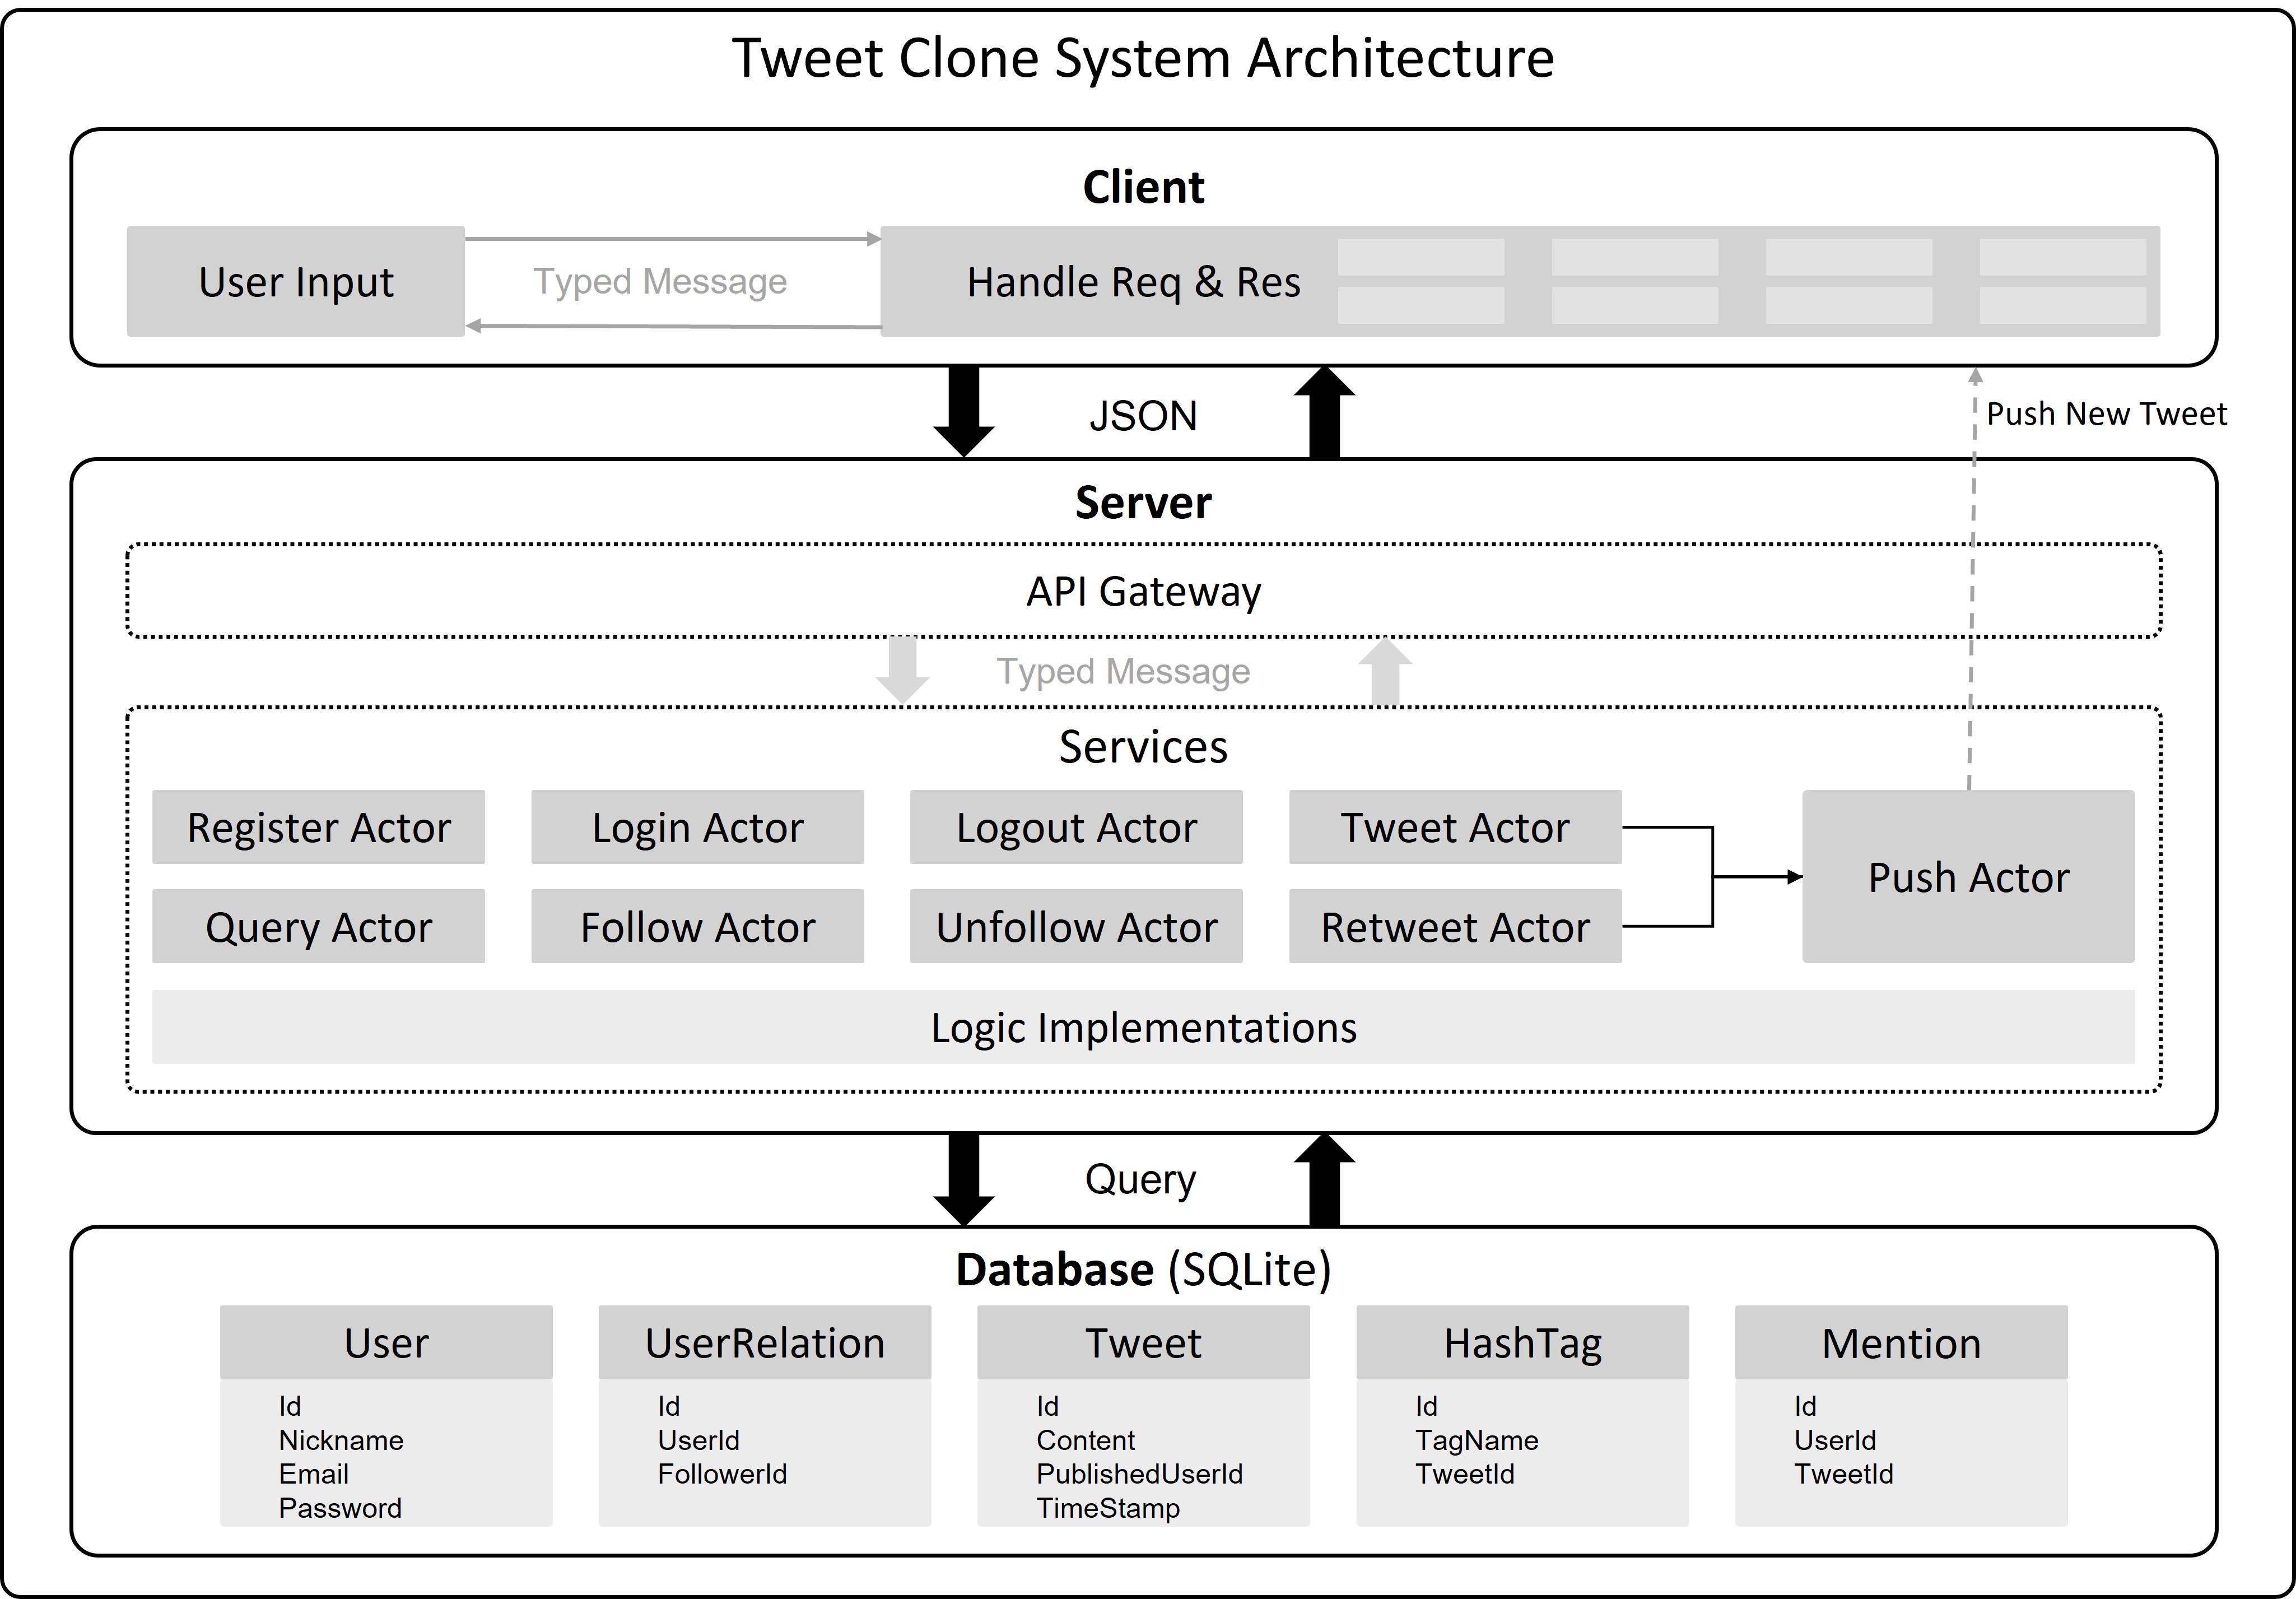 Tweet Clone System Architecture
Client
User Input
Typed Message
Handle Req & Res
JSON
Push New Tweet
Server
API Gateway
Typed Message
Services
Register Actor
Login Actor
Logout Actor
Tweet Actor
Push Actor
Query Actor
Follow Actor
Unfollow Actor
Retweet Actor
Logic Implementations
Query
Database (SQLite)
User
Id
Nickname
Email
Password
UserRelation
Id
UserId
FollowerId
Tweet
Id
Content
PublishedUserId
TimeStamp
HashTag
Id
TagName
TweetId
Mention
Id
UserId
TweetId